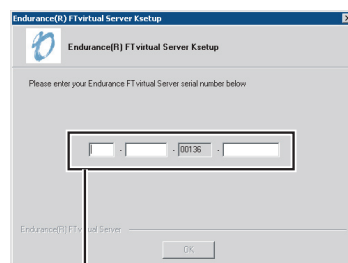 Endurance(R) FTvirtual Server Ksetup
Endurance(R) FTvirtual Server Ksetup
Please enter your Endurance FTvirtual Server serial number below
- - 00136 -
Endurance(R) FTvirtual Server
OK